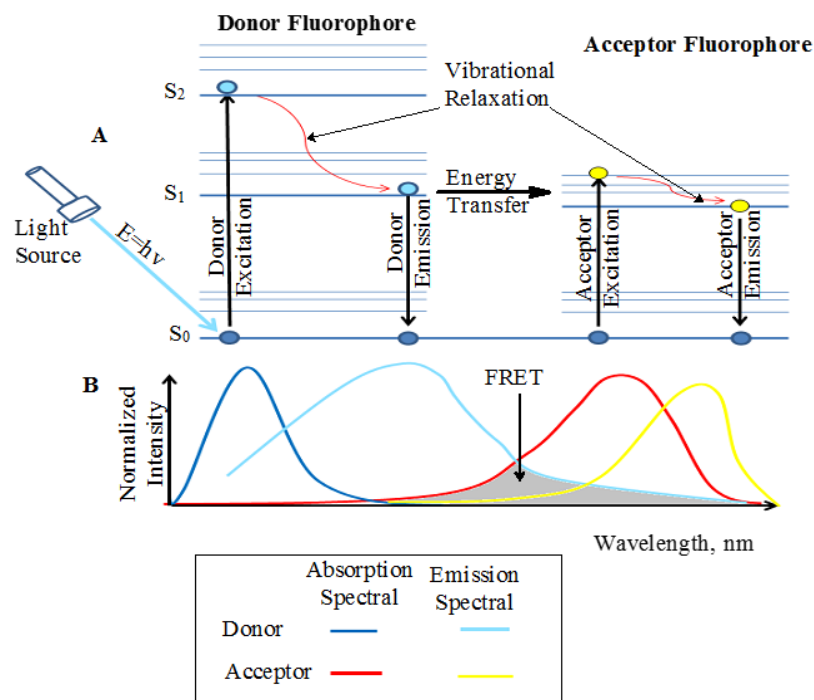 Donor Fluorophore
Acceptor Fluorophore
Vibrational
Relaxation
S2
A
S1
Energy
Transfer
Light
Source
E=hv
Donor
Excitation
Donor
Emission
Acceptor
Excitation
Acceptor
Emission
S0
B
FRET
Normalized
Intensity
Wavelength, nm
Absorption Emission
Spectral Spectral
Donor
Acceptor